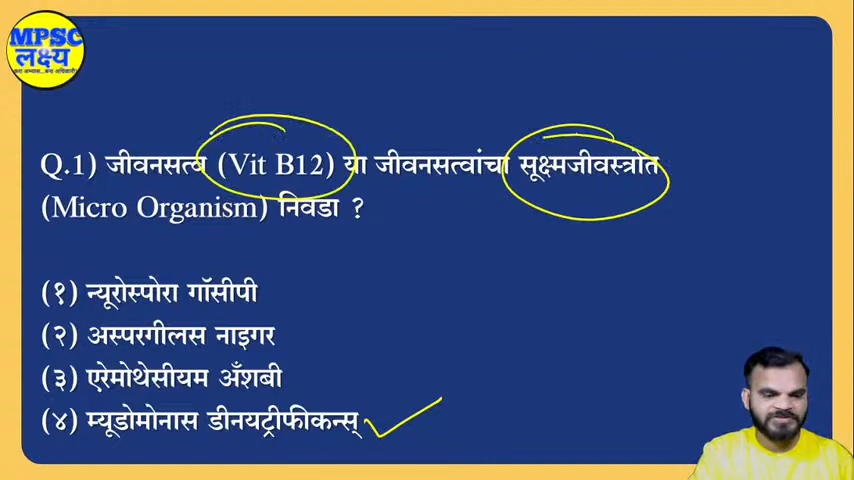 MPSC
लक्ष्य
Q.1) जीवनसत्व (Vit B12) या जीवनसत्वांचा सूक्ष्मजीवस्त्रोत
(Micro Organism) निवडा ?
(१) न्यूरोस्पोरा गॉसीपी
(२) अस्परगीलस नाइगर
(३) एरेमोथेसीयम अँशबी
(४) म्यूडोमोनास डीनयट्रीफीकन्स्